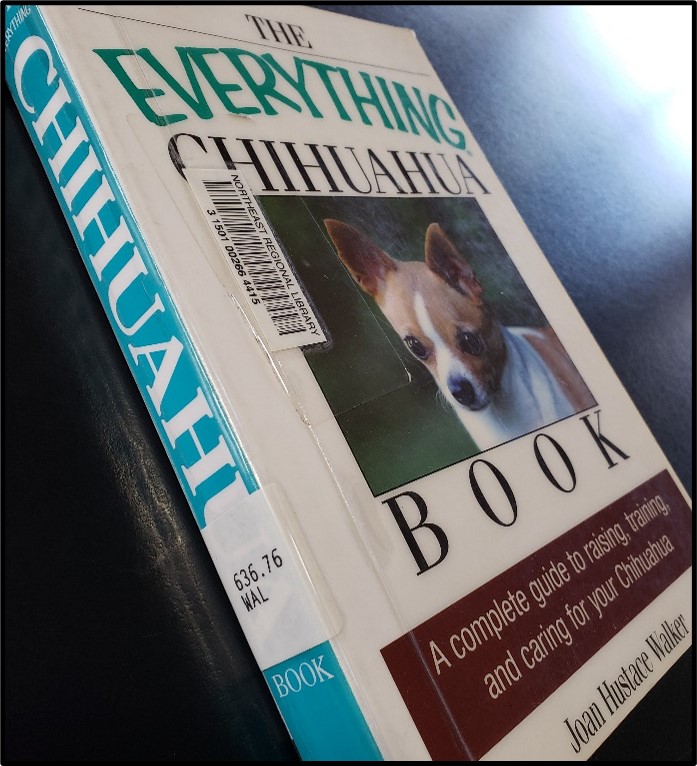 THE
EVERYTHING®
CHIHUAHUA
NORTHEAST REGIONAL LIBRARY
3 1501 00266 4415
BOOK
A complete guide to raising, training,
and caring for your Chihuahua
Joan Hustace Walker
EVERYTHING
CHIHUAHU
636.76
WAL
BOOK